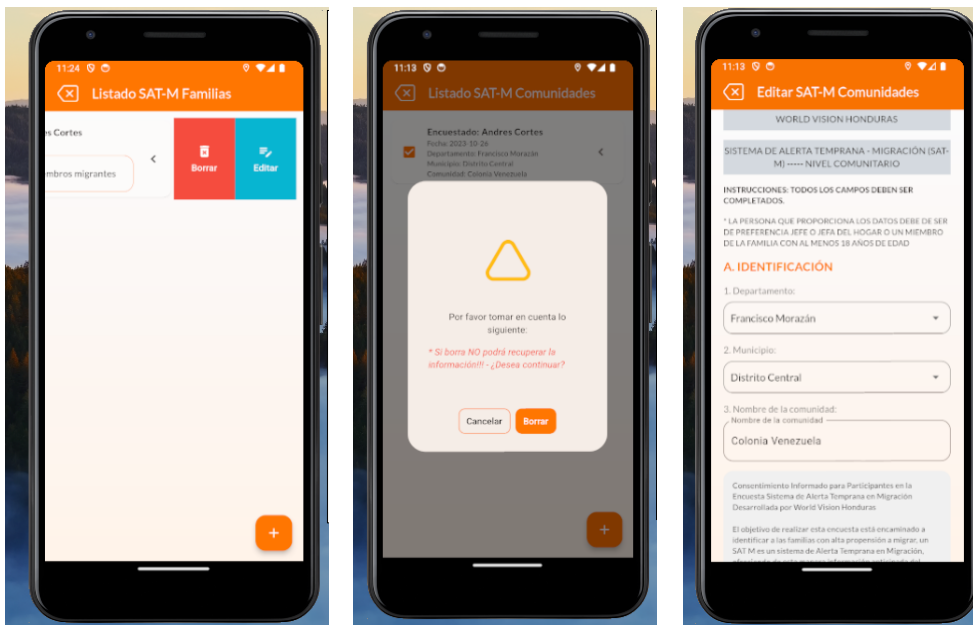 11:24
Listado SAT-M Familias
es Cortes
mbros migrantes
Borrar
Editar
+
11:13
Listado SAT-M Comunidades
Encuestado: Andres Cortes
Fecha: 2023-10-26
Departamento: Francisco Morazán
Municipio: Distrito Central
Comunidad: Colonia Venezuela
Por favor tomar en cuenta lo
siguiente:
* Si borra NO podrá recuperar la
información!!! - ¿Desea continuar?
Cancelar
Borrar
+
11:13
Editar SAT-M Comunidades
WORLD VISION HONDURAS
SISTEMA DE ALERTA TEMPRANA - MIGRACIÓN (SAT-
M) ----- NIVEL COMUNITARIO
INSTRUCCIONES: TODOS LOS CAMPOS DEBEN SER
COMPLETADOS.
* LA PERSONA QUE PROPORCIONA LOS DATOS DEBE DE SER
DE PREFERENCIA JEFE O JEFA DEL HOGAR O UN MIEMBRO
DE LA FAMILIA CON AL MENOS 18 AÑOS DE EDAD
A. IDENTIFICACIÓN
1. Departamento:
Francisco Morazán
2. Municipio:
Distrito Central
3. Nombre de la comunidad:
Nombre de la comunidad
Colonia Venezuela
Consentimiento Informado para Participantes en la
Encuesta Sistema de Alerta Temprana en Migración
Desarrollada por World Vision Honduras
El objetivo de realizar esta encuesta está encaminado a
identificar a las familias con alta propensión a migrar, un
SAT M es un sistema de Alerta Temprana en Migración,